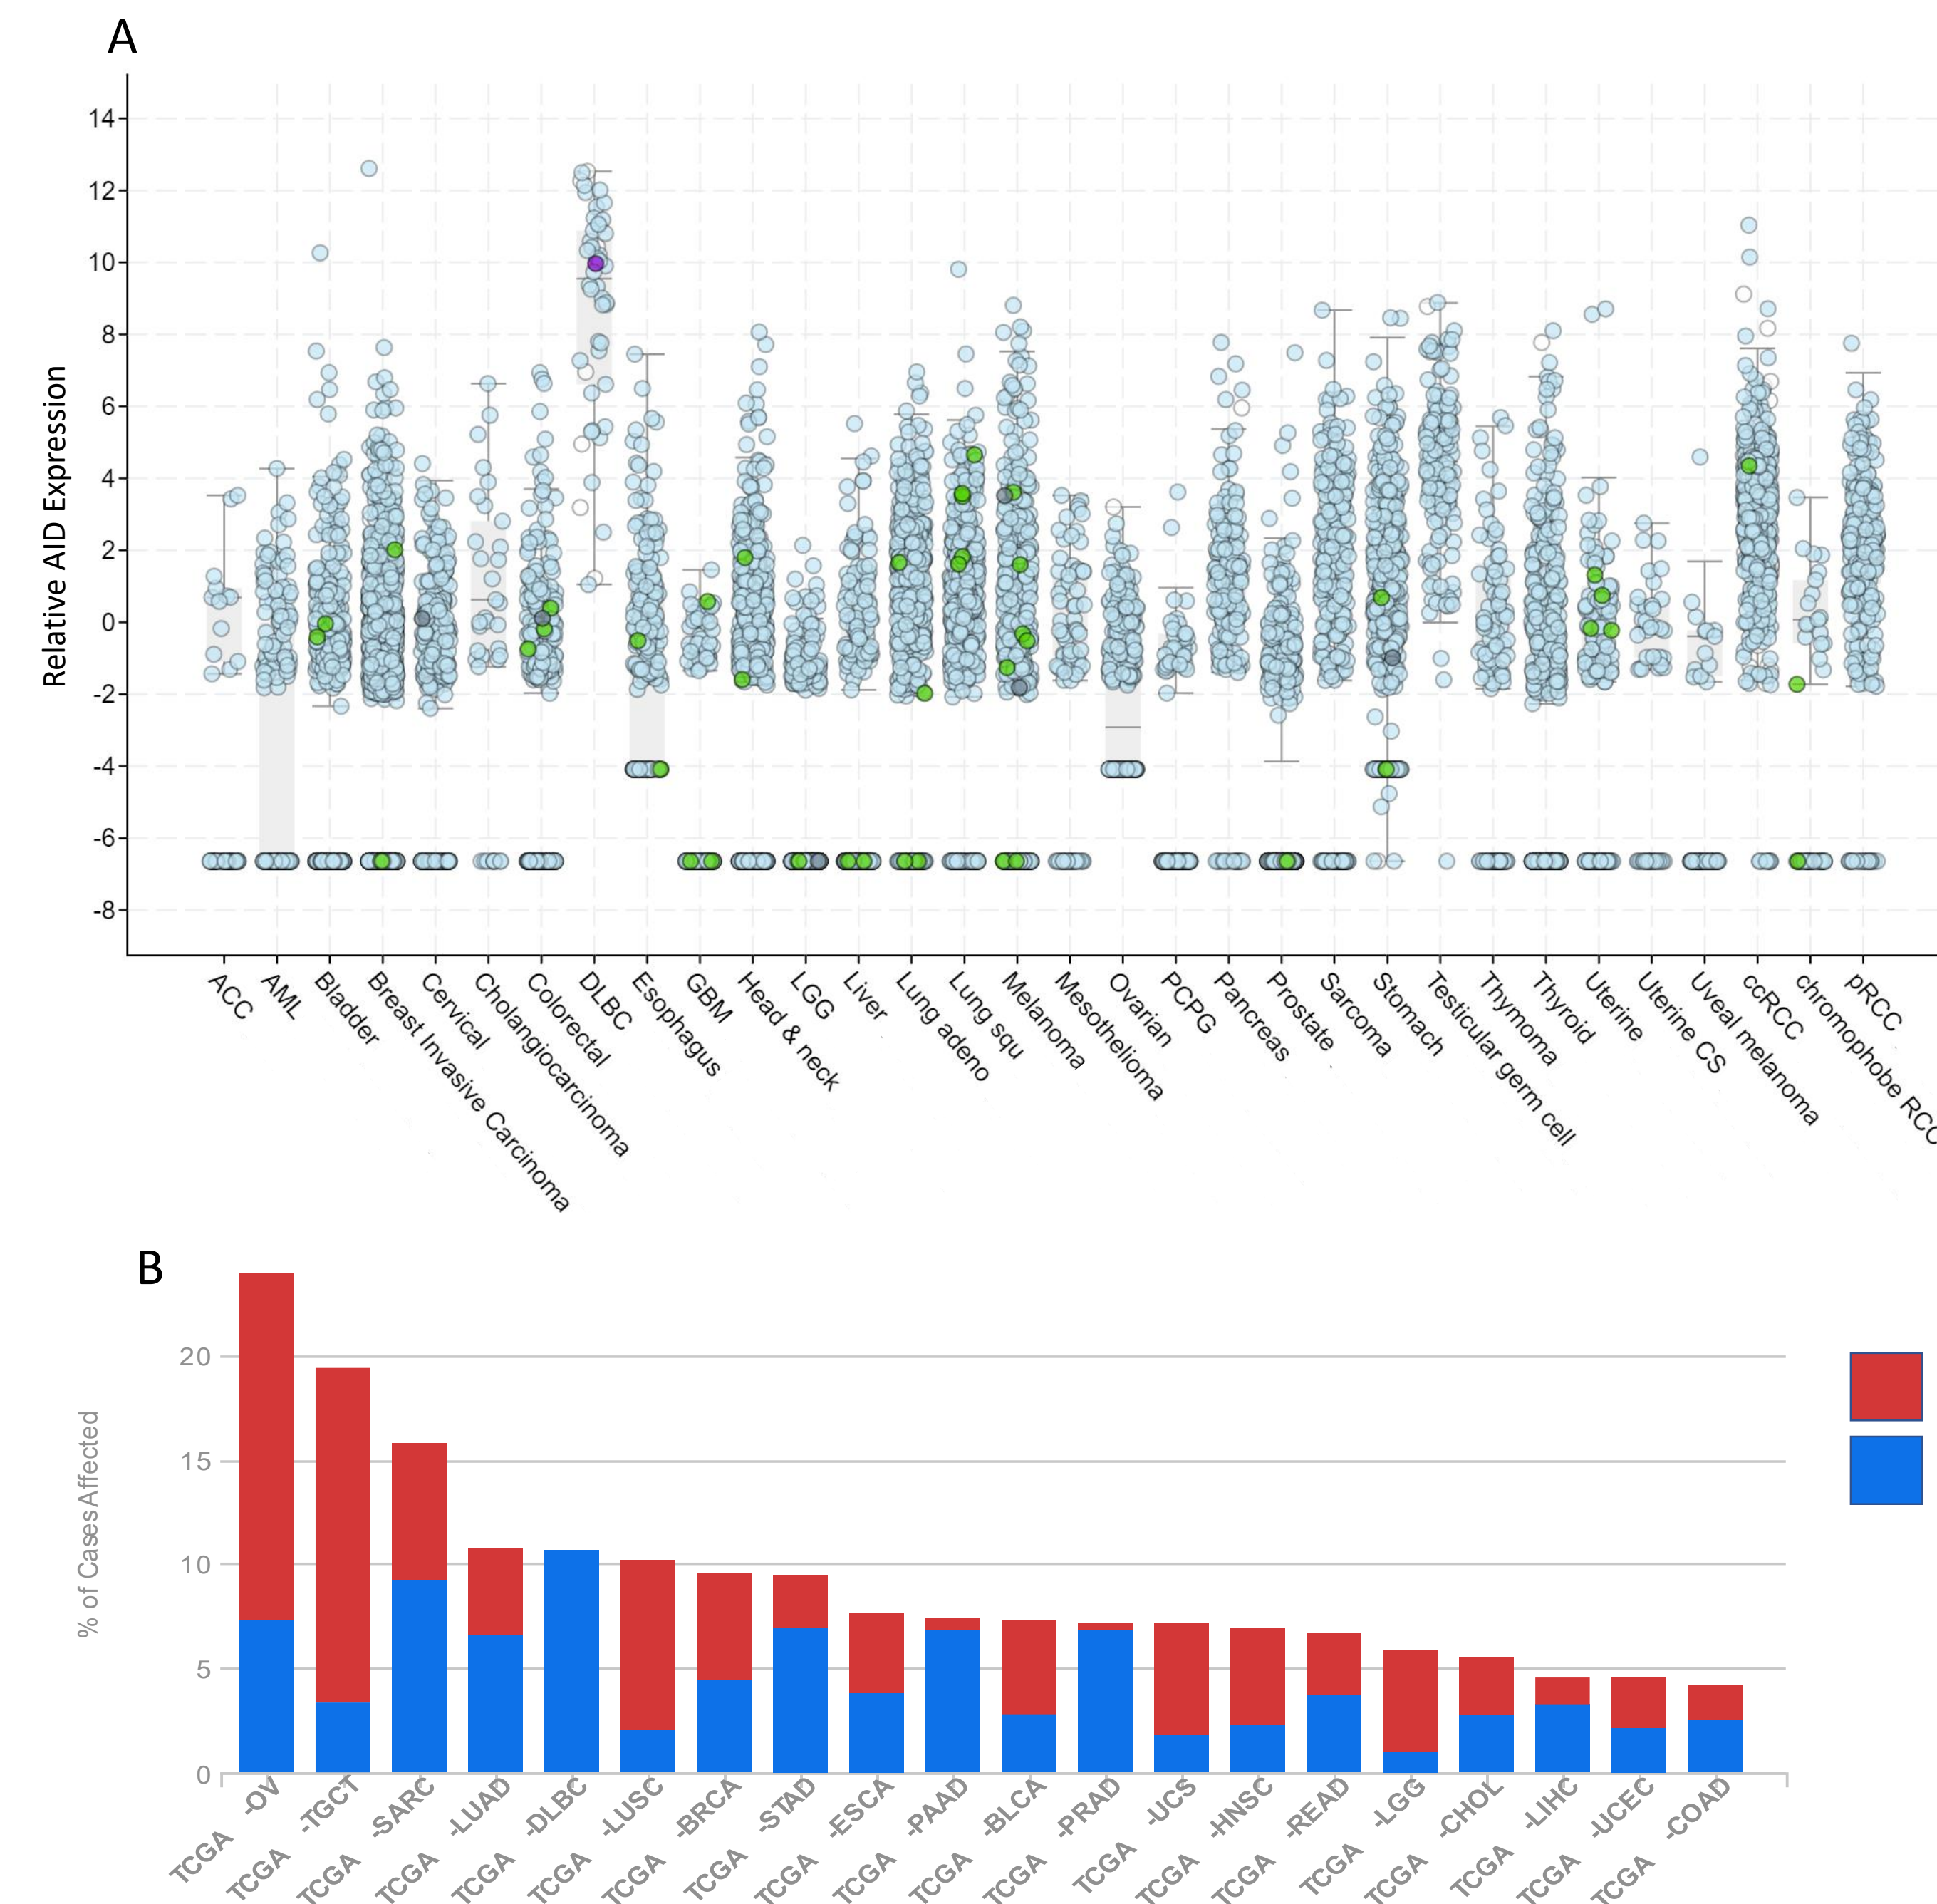 A
Relative AID Expression
14
12
10
8
6
4
2
0
-2
-4
-6
-8
ACC
AML
Bladder
Breast Invasive Carcinoma
Cervical
Cholangiocarcinoma
Colorectal
DLBC
Esophagus
GBM
Head & neck
LGG
Liver
Lung adeno
Lung squ
Melanoma
Mesothelioma
Ovarian
PCPG
Pancreas
Prostate
Sarcoma
Stomach
Testicular germ cell
Thymoma
Thyroid
Uterine
Uterine CS
Uveal melanoma
ccRCC
chromophobe RCC
pRCC
B
% of Cases Affected
20
15
10
5
0
TCGA -OV
TCGA -TGCT
TCGA -SARC
TCGA -LUAD
TCGA -DLBC
TCGA -LUSC
TCGA -BRCA
TCGA -STAD
TCGA -ESCA
TCGA -PAAD
TCGA -BLCA
TCGA -PRAD
TCGA -UCS
TCGA -HNSC
TCGA -READ
TCGA -LGG
TCGA -CHOL
TCGA -LIHC
TCGA -UCEC
TCGA -COAD